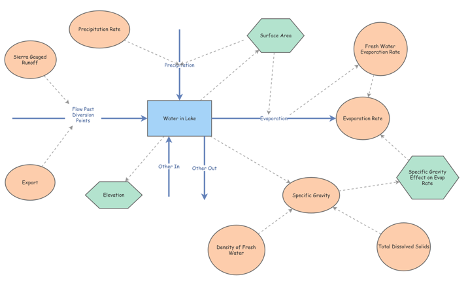 Precipitation Rate
Surface Area
Fresh Water
Evaporation Rate
Sierra Gauged
Runoff
Precipitation
Flow Past
Diversion
Points
Water in Lake
Evaporation
Evaporation Rate
Other In
Other Out
Export
Elevation
Specific Gravity
Specific Gravity
Effect on Evap
Rate
Density of Fresh
Water
Total Dissolved Solids